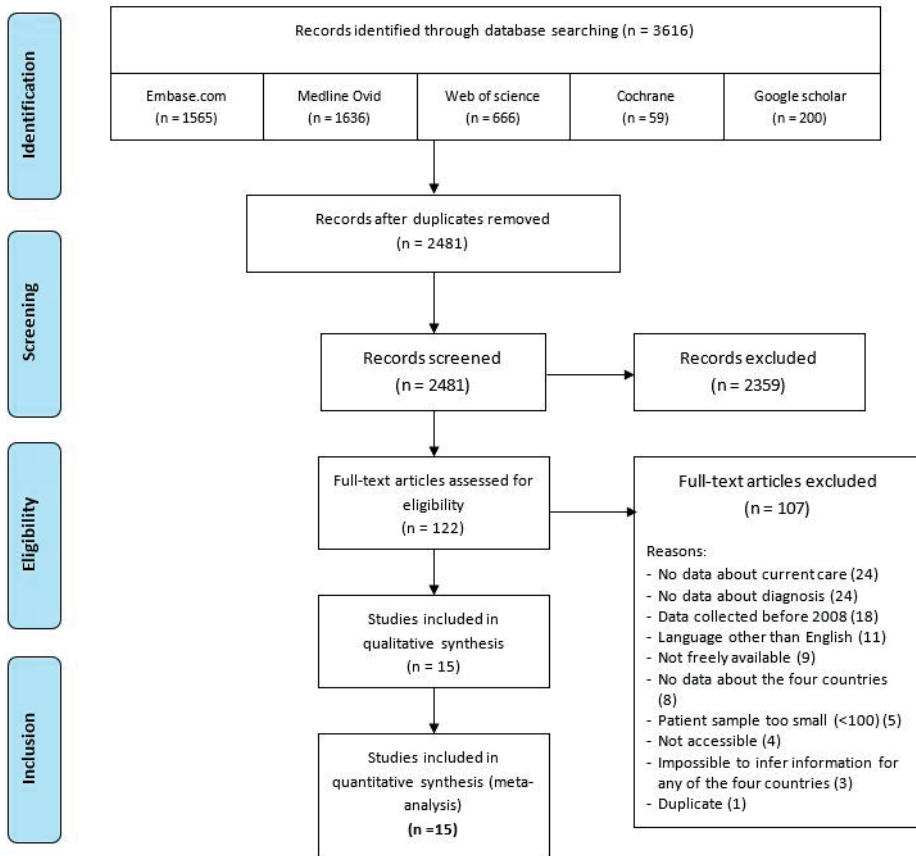 Identification
Records identified through database searching (n = 3616)
Embase.com
(n = 1565)
Medline Ovid
(n = 1636)
Web of science
(n = 666)
Cochrane
(n = 59)
Google scholar
(n = 200)
Records after duplicates removed
(n = 2481)
Screening
Records screened
(n = 2481)
Records excluded
(n = 2359)
Eligibility
Full-text articles assessed for
eligibility
(n = 122)
Full-text articles excluded
(n = 107)
Reasons:
- No data about current care (24)
- No data about diagnosis (24)
- Data collected before 2008 (18)
- Language other than English (11)
- Not freely available (9)
- No data about the four countries
(8)
- Patient sample too small (<100) (5)
- Not accessible (4)
- Impossible to infer information for
any of the four countries (3)
- Duplicate (1)
Studies included in
qualitative synthesis
(n = 15)
Inclusion
Studies included in
quantitative synthesis (meta-
analysis)
(n =15)